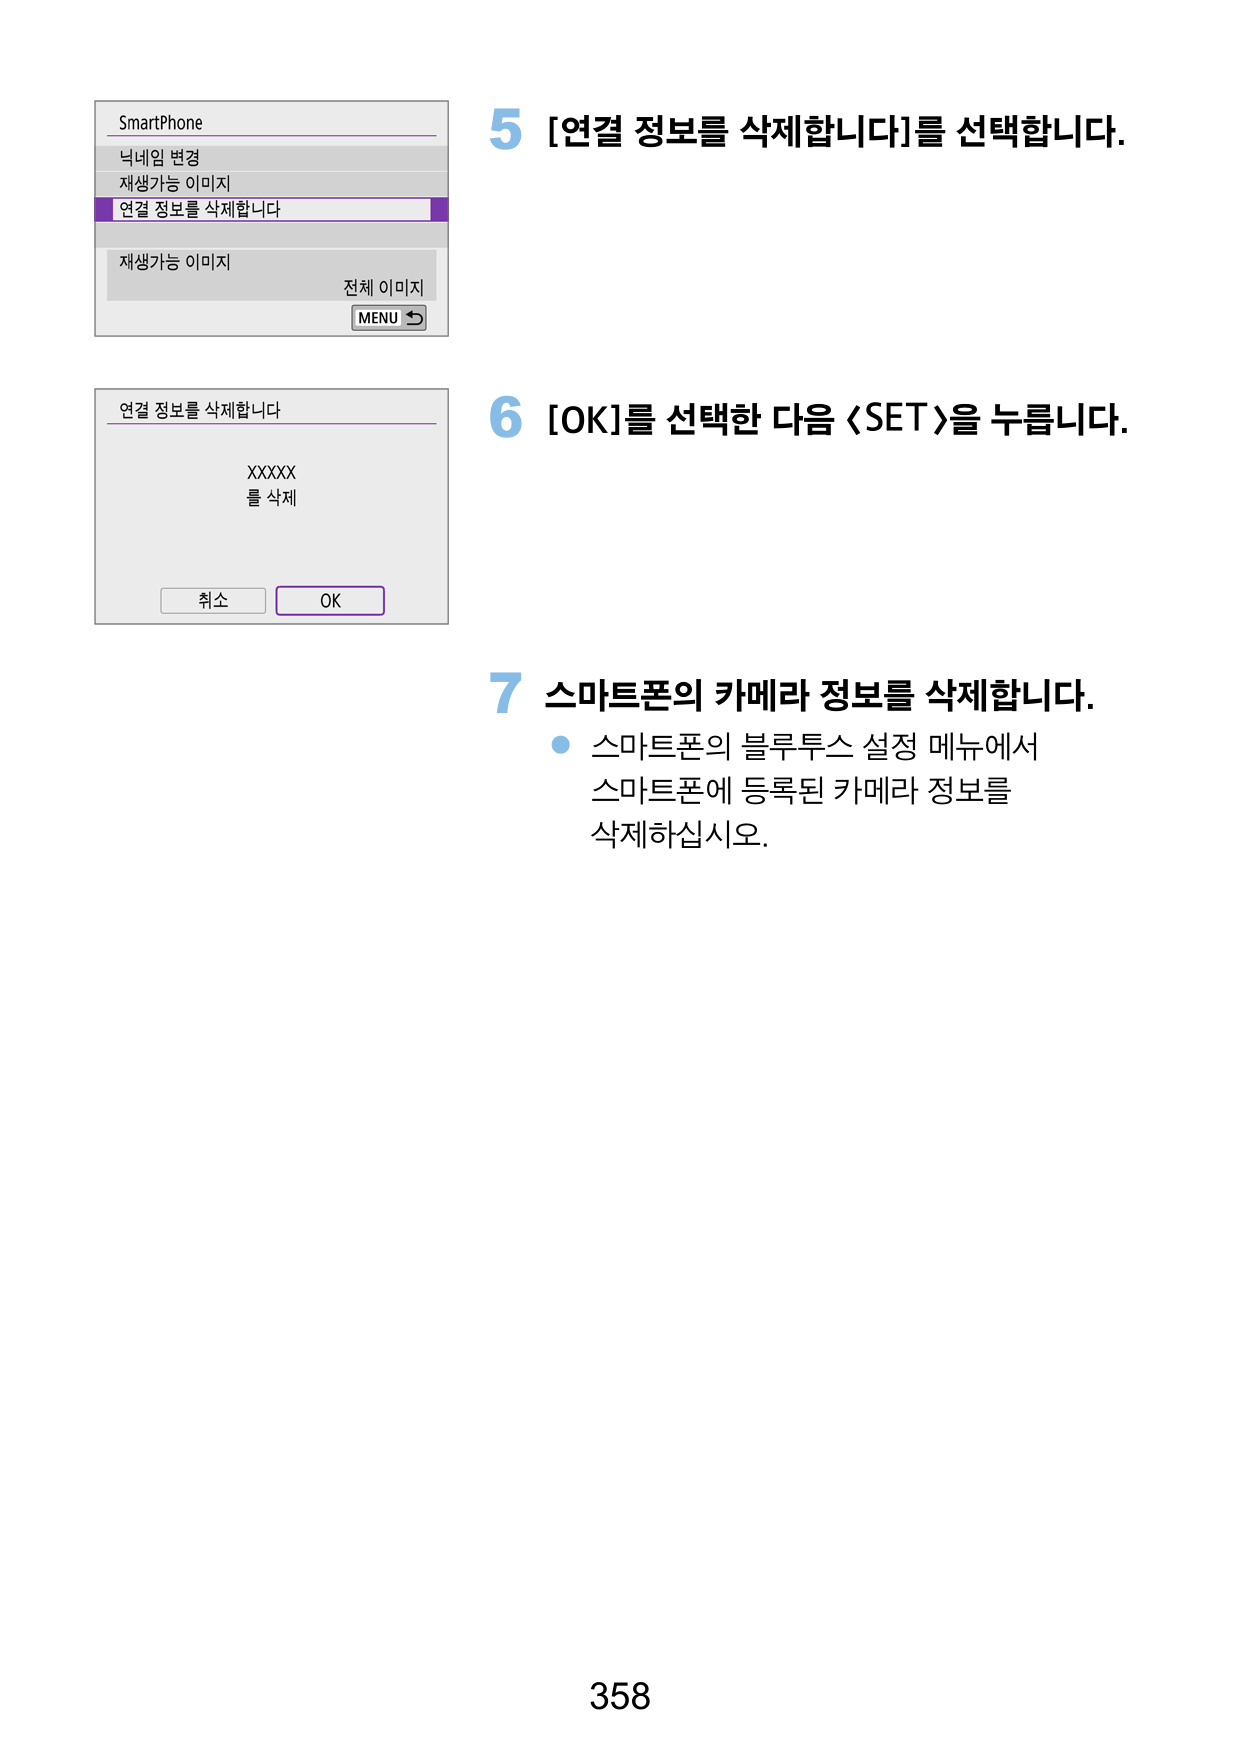 SmartPhone
닉네임 변경
재생가능 이미지
연결 정보를 삭제합니다
재생가능 이미지
전체 이미지
MENU
5 [연결 정보를 삭제합니다]를 선택합니다.
연결 정보를 삭제합니다
XXXXX
를 삭제
취소 OK
6 [OK]를 선택한 다음 <SET>을 누릅니다.
7 스마트폰의 카메라 정보를 삭제합니다.
● 스마트폰의 블루투스 설정 메뉴에서
스마트폰에 등록된 카메라 정보를
삭제하십시오.
358